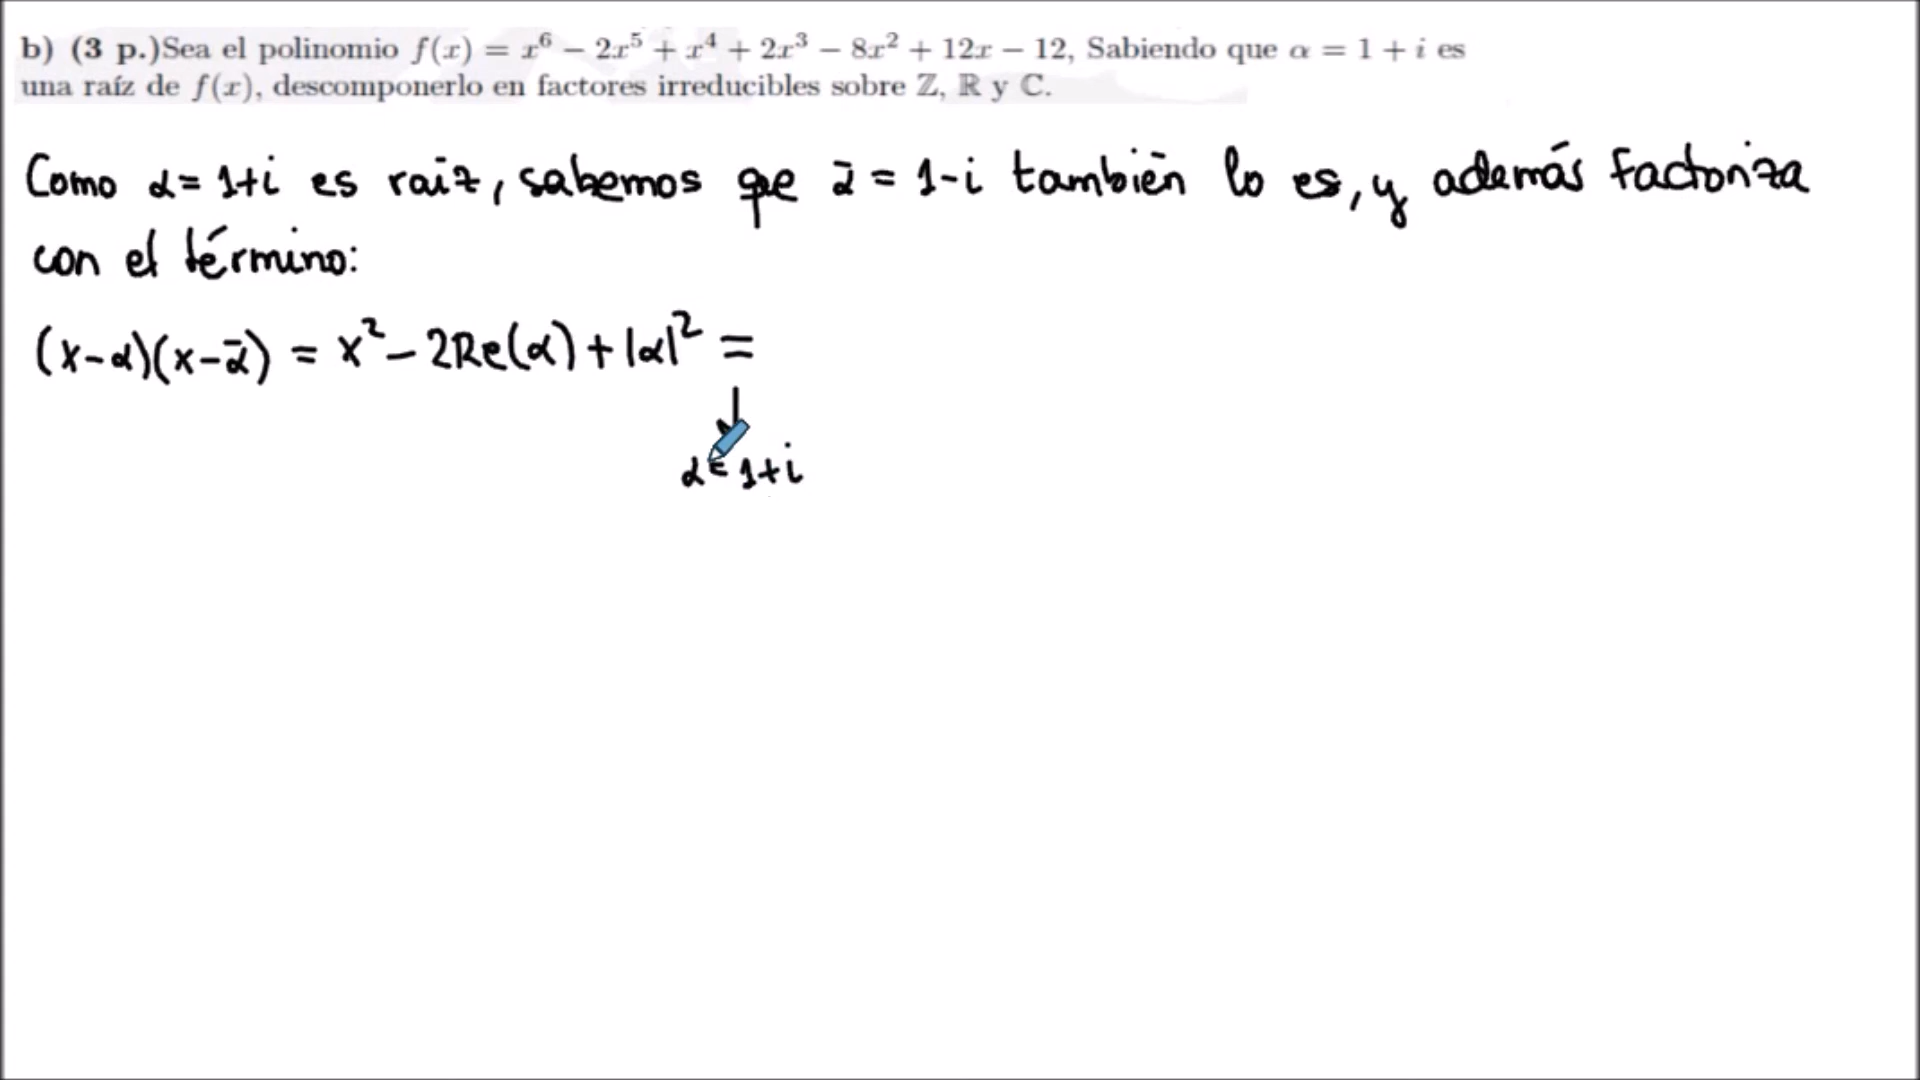 b) (3 p.)Sea el polinomio f(x) = x⁶ − 2x⁵ + x⁴ + 2x³ − 8x² + 12x − 12, Sabiendo que α = 1 + i es
una raíz de f(x), descomponerlo en factores irreducibles sobre ℤ, ℝ y ℂ.
Como α = 1+i es raiz, sabemos que ᾱ = 1-i también lo es, y además factoriza
con el término:
(x-α)(x-ᾱ) = x² - 2Re(α) + |α|² =
α = 1+i